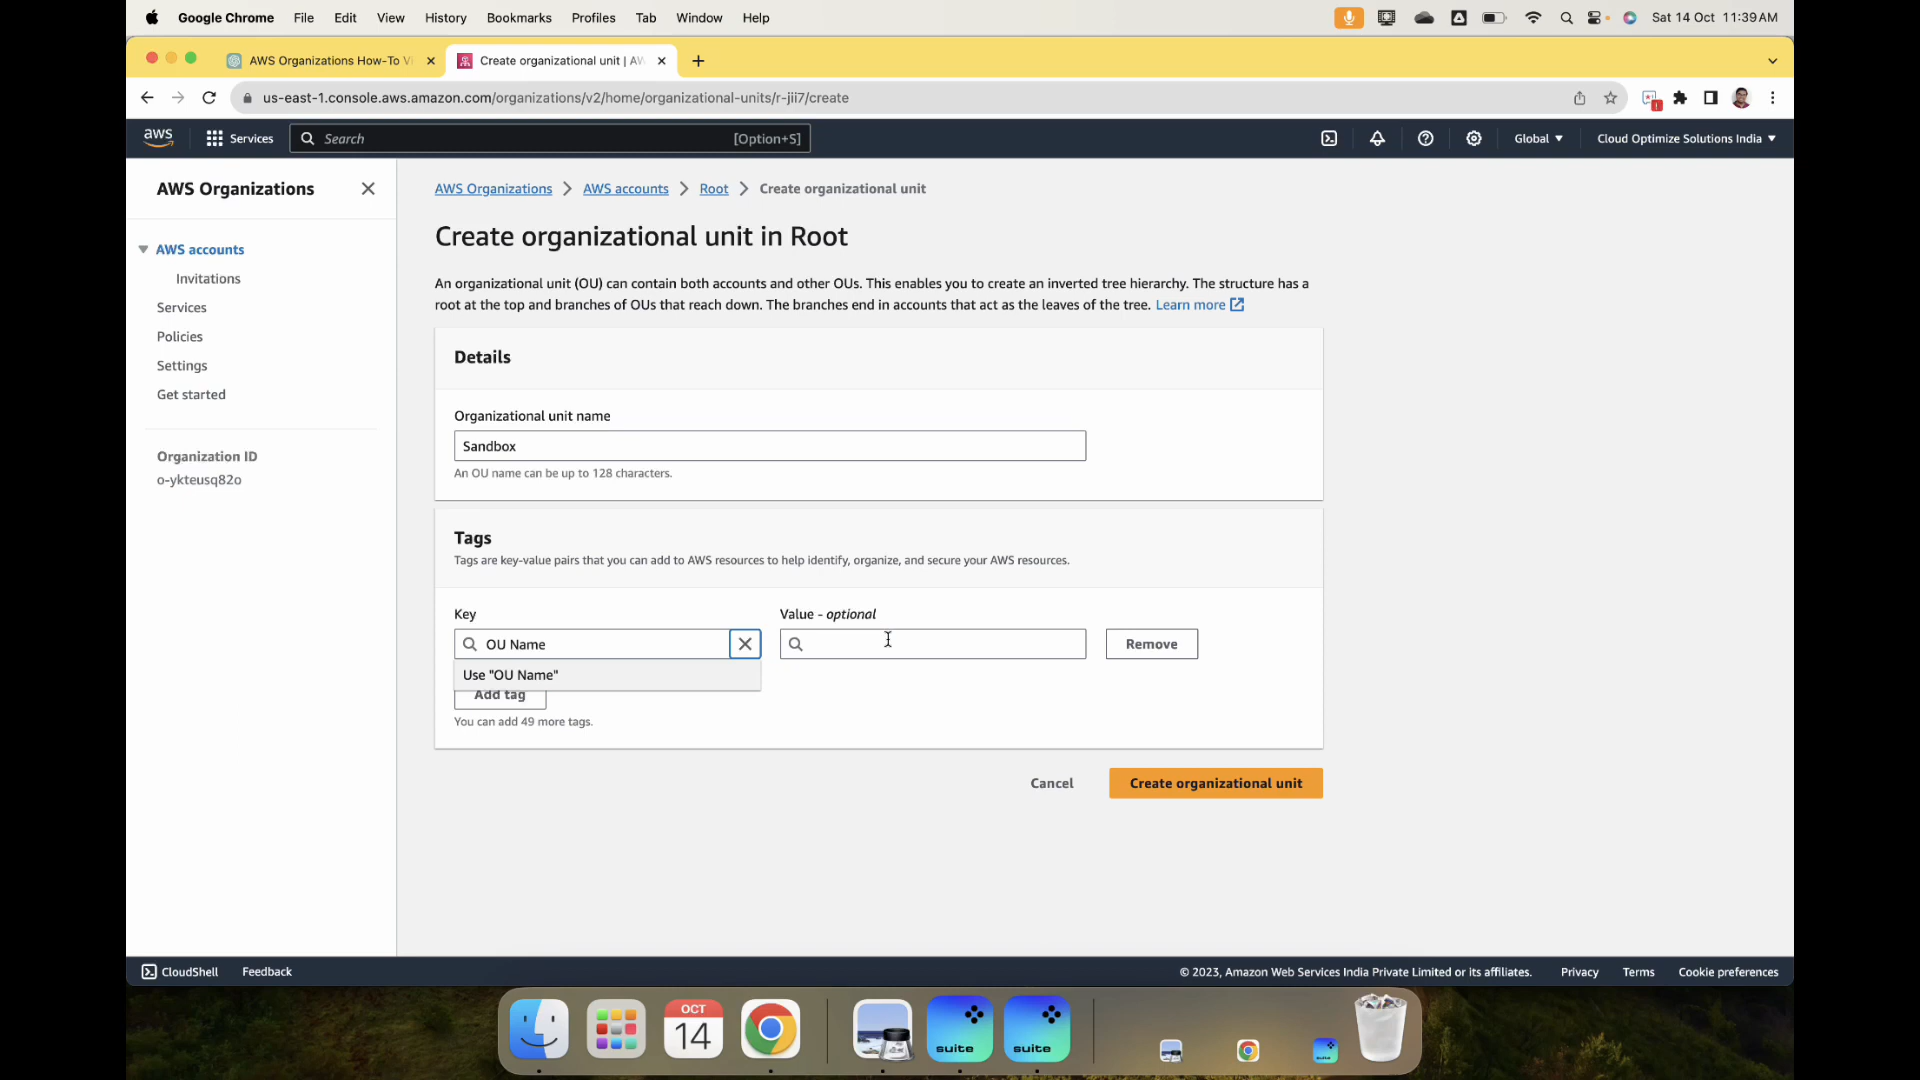 Google Chrome File Edit View History Bookmarks Profiles Tab Window Help Sat 14 Oct 11:39 AM
AWS Organizations How-To Create organizational unit | AW
us-east-1.console.aws.amazon.com/organizations/v2/home/organizational-units/r-jii7/create
aws Services Search [Option+S] Global Cloud Optimize Solutions India
AWS Organizations
AWS accounts
Invitations
Services
Policies
Settings
Get started
Organization ID
o-ykteusq82o
AWS Organizations AWS accounts Root Create organizational unit
Create organizational unit in Root
An organizational unit (OU) can contain both accounts and other OUs. This enables you to create an inverted tree hierarchy. The structure has a
root at the top and branches of OUs that reach down. The branches end in accounts that act as the leaves of the tree. Learn more
Details
Organizational unit name
Sandbox
An OU name can be up to 128 characters.
Tags
Tags are key-value pairs that you can add to AWS resources to help identify, organize, and secure your AWS resources.
Key Value - optional
OU Name Remove
Use "OU Name"
Add tag
You can add 49 more tags.
Cancel Create organizational unit
CloudShell Feedback © 2023, Amazon Web Services India Private Limited or its affiliates. Privacy Terms Cookie preferences
OCT
14
suite suite